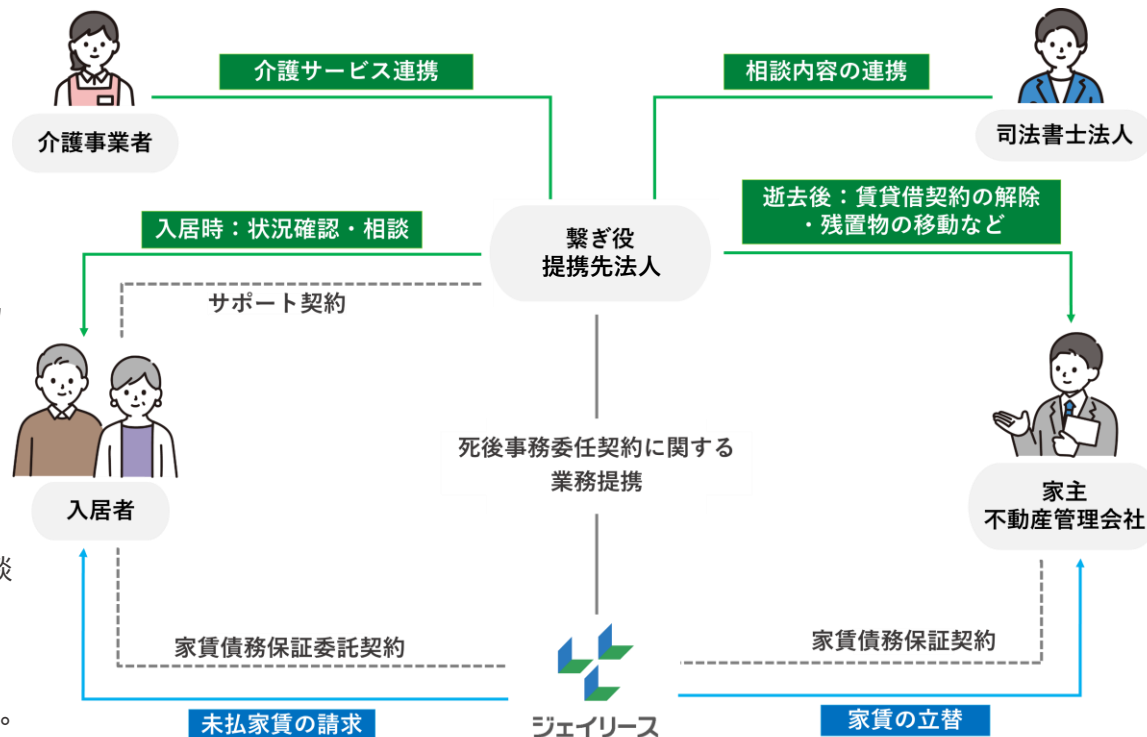 介護サービス連携
相談内容の連携
介護事業者
司法書士法人
入居時：状況確認・相談
繋ぎ役
提携先法人
逝去後：賃貸借契約の解除
・残置物の移動など
サポート契約
死後事務委任契約に関する
業務提携
入居者
家主
不動産管理会社
談
家賃債務保証委託契約
家賃債務保証契約
。
未払家賃の請求
ジェイリース
家賃の立替